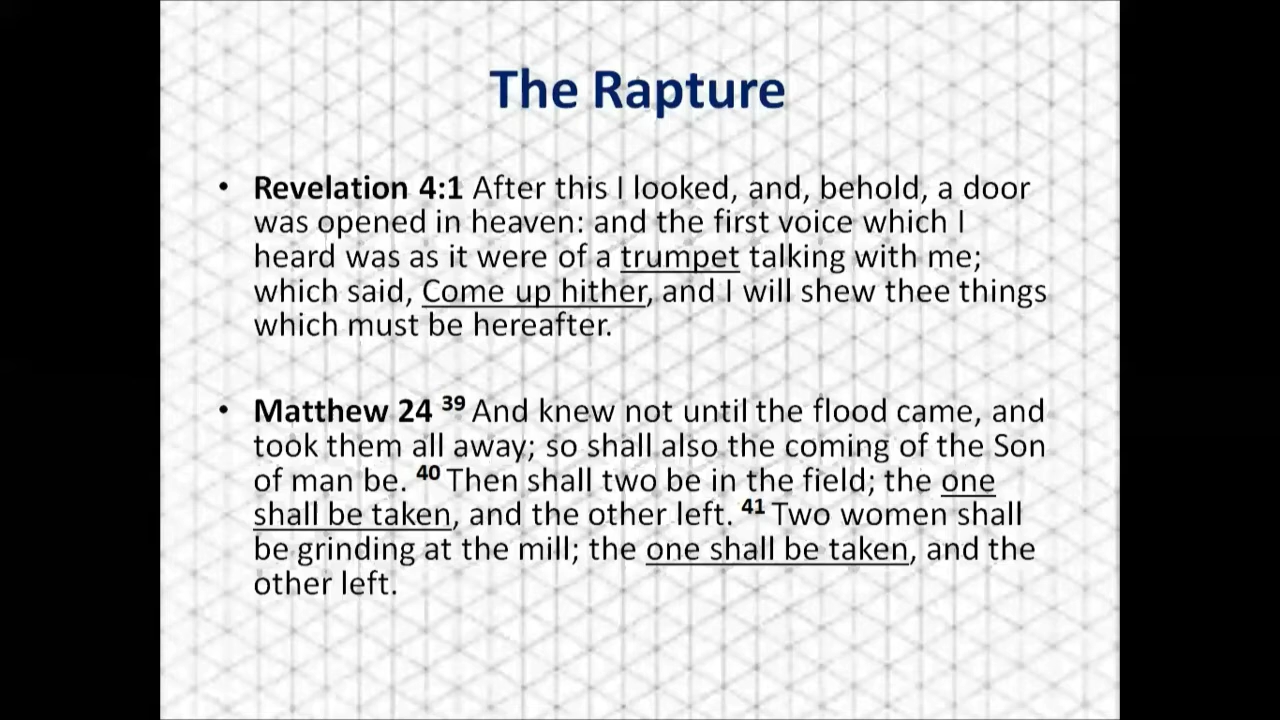 The Rapture
• Revelation 4:1 After this I looked, and, behold, a door
was opened in heaven: and the first voice which I
heard was as it were of a trumpet talking with me;
which said, Come up hither, and I will shew thee things
which must be hereafter.
• Matthew 24 39 And knew not until the flood came, and
took them all away; so shall also the coming of the Son
of man be. 40 Then shall two be in the field; the one
shall be taken, and the other left. 41 Two women shall
be grinding at the mill; the one shall be taken, and the
other left.